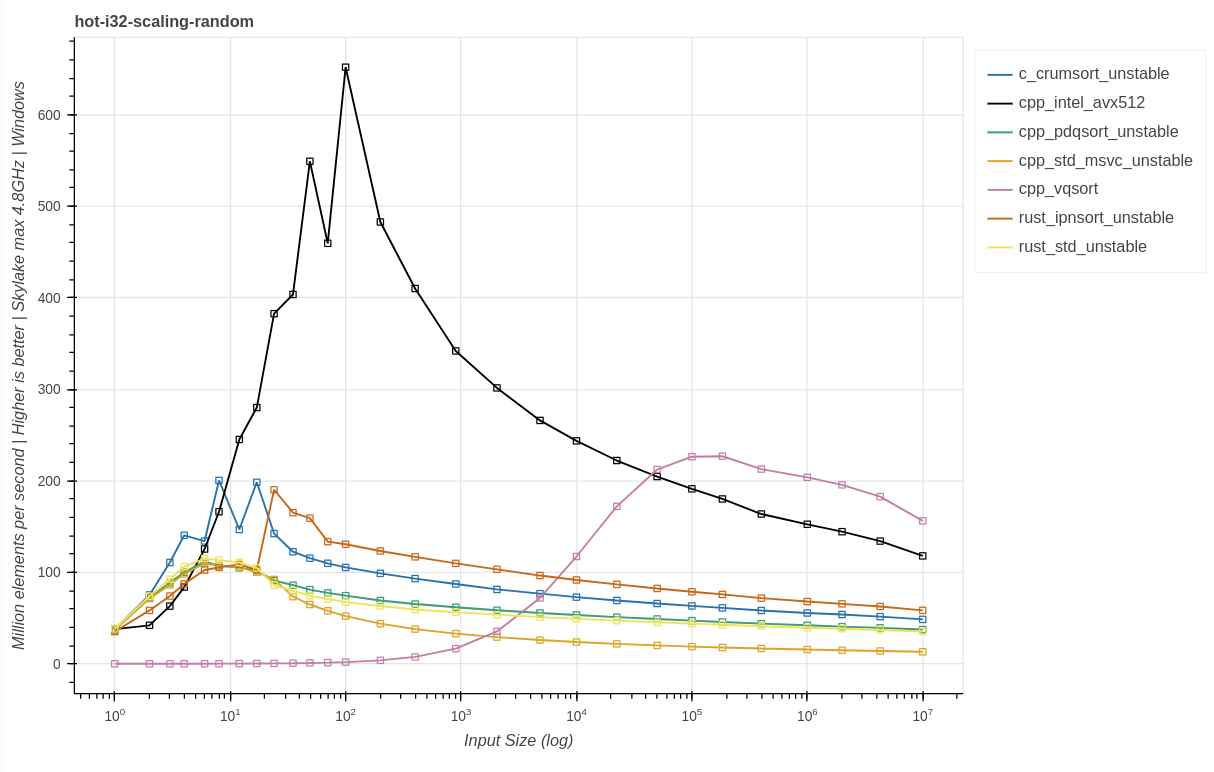 hot-i32-scaling-random
Million elements per second | Higher is better | Skylake max 4.8GHz | Windows
600
500
400
300
200
100
0
10⁰ 10¹ 10² 10³ 10⁴ 10⁵ 10⁶ 10⁷
Input Size (log)
c_crumsort_unstable
cpp_intel_avx512
cpp_pdqsort_unstable
cpp_std_msvc_unstable
cpp_vqsort
rust_ipnsort_unstable
rust_std_unstable